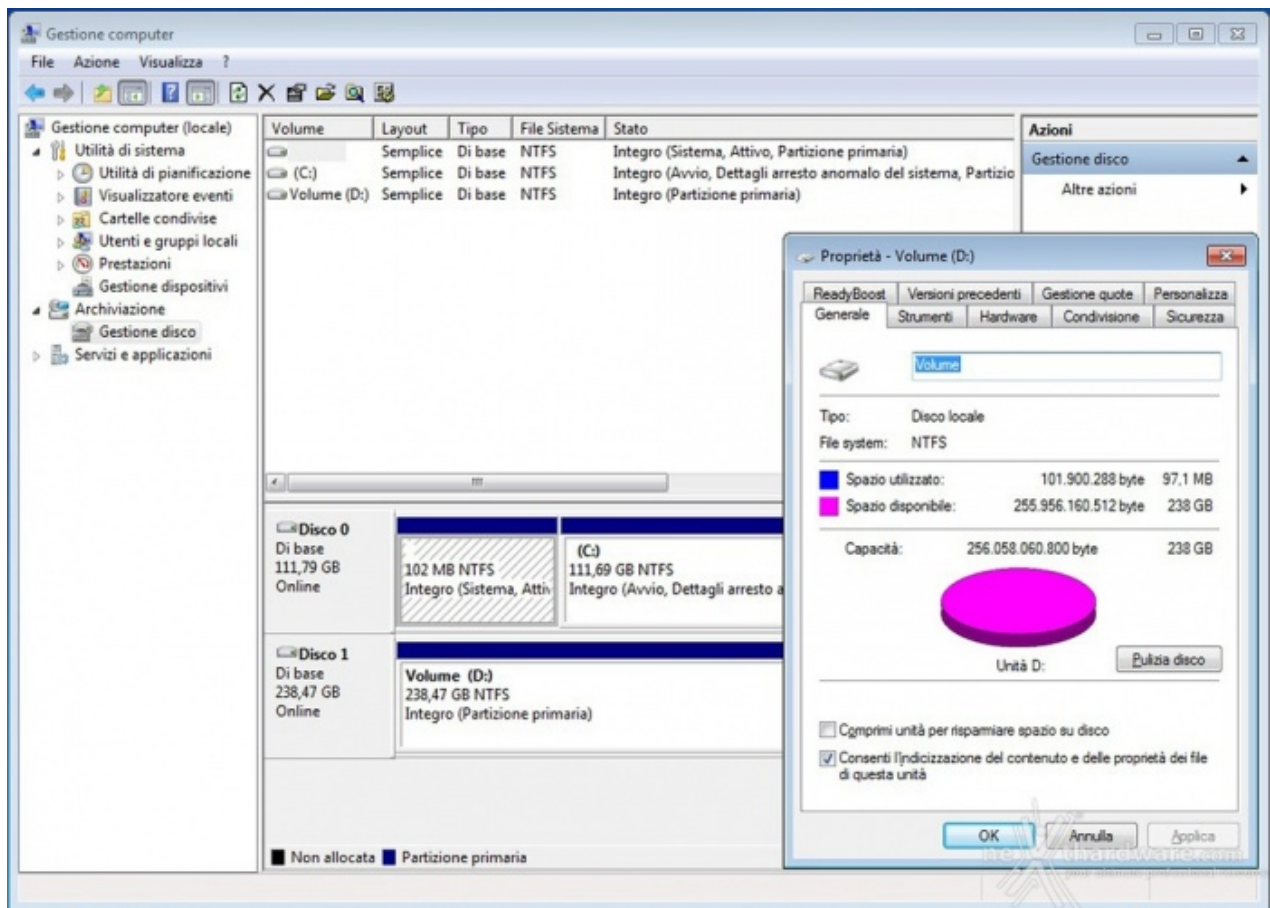 Gestione computer
File Azione Visualizza ?
Gestione computer (locale)
Utilità di sistema
Utilità di pianificazione
Visualizzatore eventi
Cartelle condivise
Utenti e gruppi locali
Prestazioni
Gestione dispositivi
Archiviazione
Gestione disco
Servizi e applicazioni
Volume Layout Tipo File Sistema Stato
Semplice Di base NTFS Integro (Sistema, Attivo, Partizione primaria)
(C:) Semplice Di base NTFS Integro (Avvio, Dettagli arresto anomalo del sistema, Partizio
Volume (D:) Semplice Di base NTFS Integro (Partizione primaria)
Azioni
Gestione disco
Altre azioni
Disco 0
Di base
111,79 GB
Online
102 MB NTFS
Integro (Sistema, Attiv
(C:)
111,69 GB NTFS
Integro (Avvio, Dettagli arresto a
Disco 1
Di base
238,47 GB
Online
Volume (D:)
238,47 GB NTFS
Integro (Partizione primaria)
Non allocata Partizione primaria
Proprietà - Volume (D:)
ReadyBoost Versioni precedenti Gestione quote Personalizza
Generale Strumenti Hardware Condivisione Sicurezza
Volume
Tipo: Disco locale
File system: NTFS
Spazio utilizzato: 101.900.288 byte 97,1 MB
Spazio disponibile: 255.956.160.512 byte 238 GB
Capacità: 256.058.060.800 byte 238 GB
Unità D:
Pulizia disco
Comprimi unità per risparmiare spazio su disco
Consenti l'indicizzazione del contenuto e delle proprietà dei file
di questa unità
OK Annulla Applica
nexthardware.com